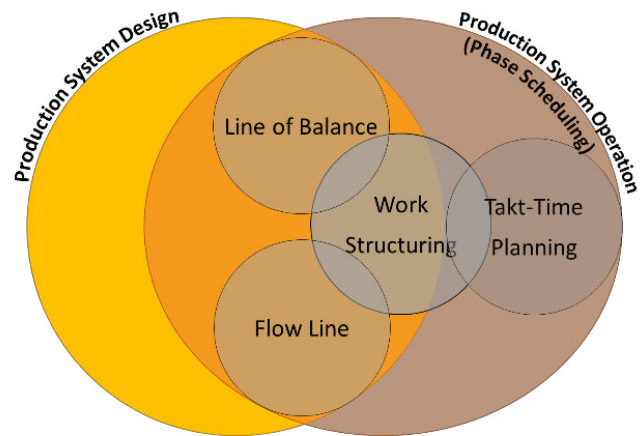 Production System Design
Production System Operation
(Phase Scheduling)
Line of Balance
Work
Structuring
Takt-Time
Planning
Flow Line